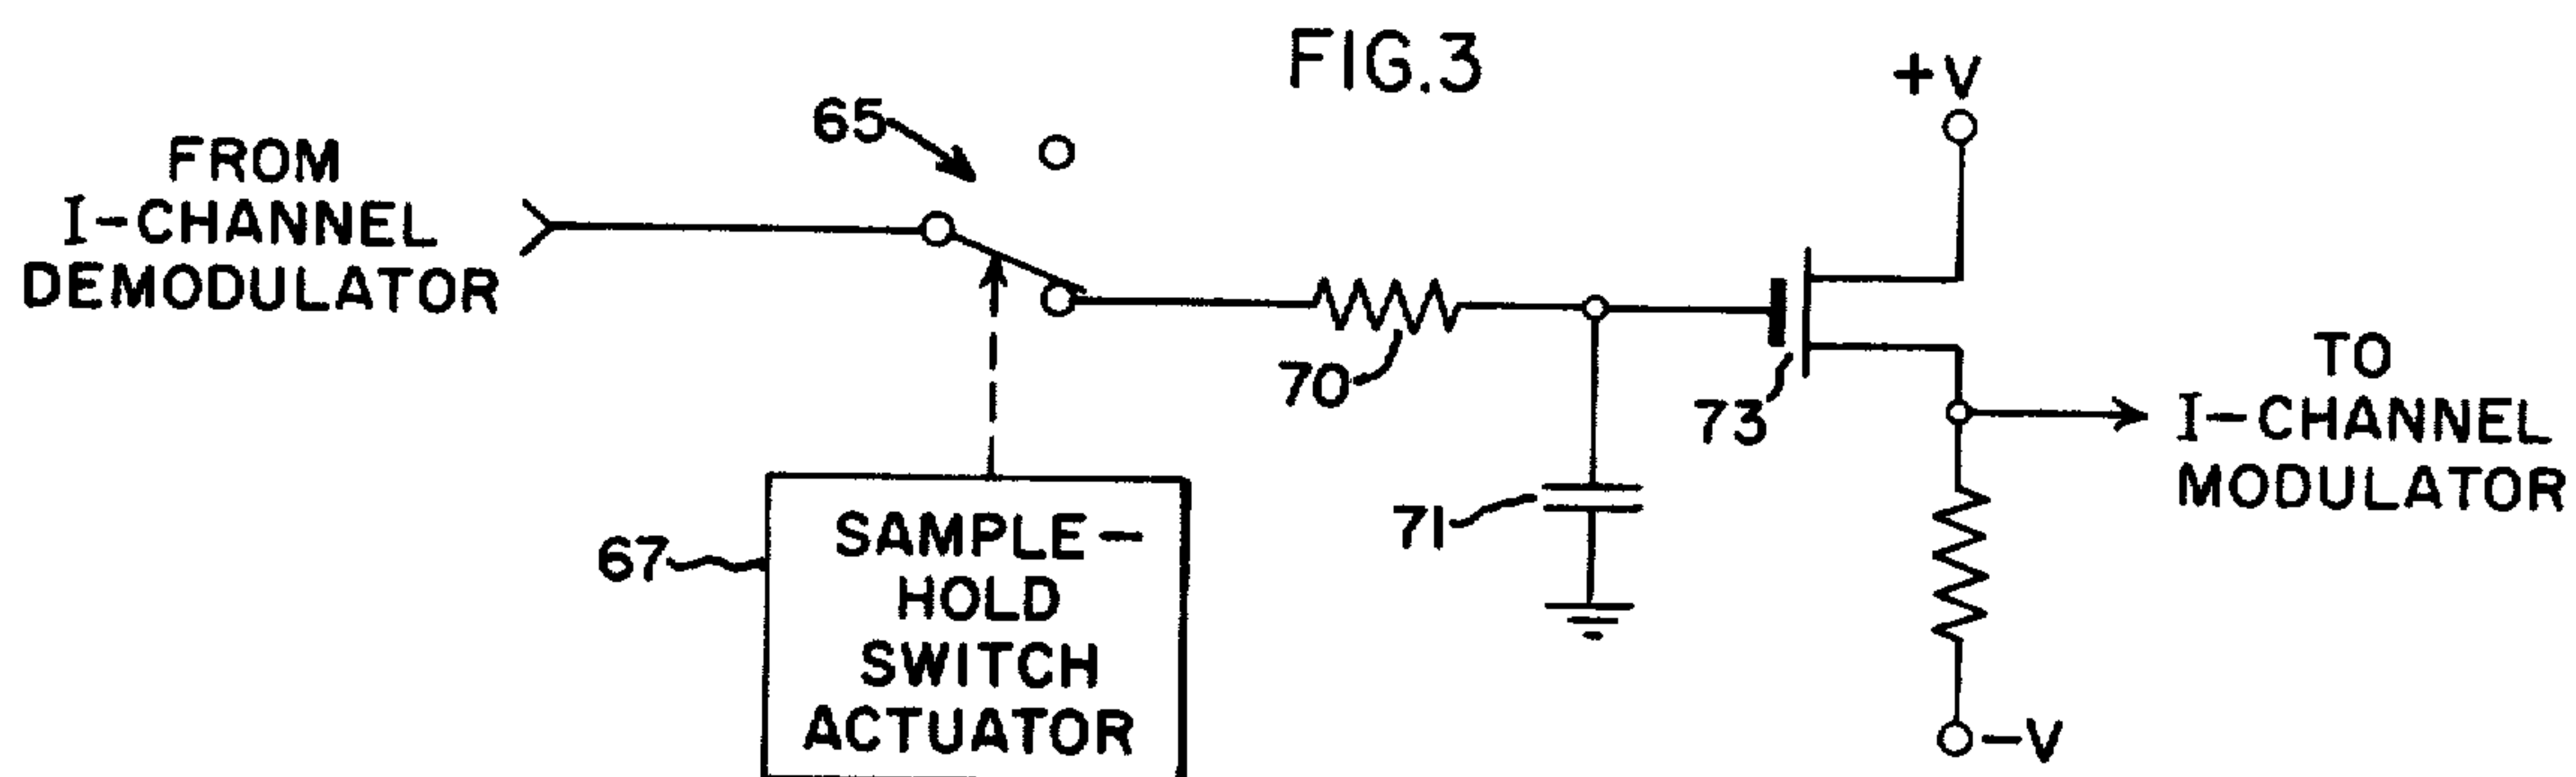 FIG.3
+V
65
FROM
I-CHANNEL
DEMODULATOR
70
73
TO
I-CHANNEL
MODULATOR
71
67
SAMPLE-
HOLD
SWITCH
ACTUATOR
-V